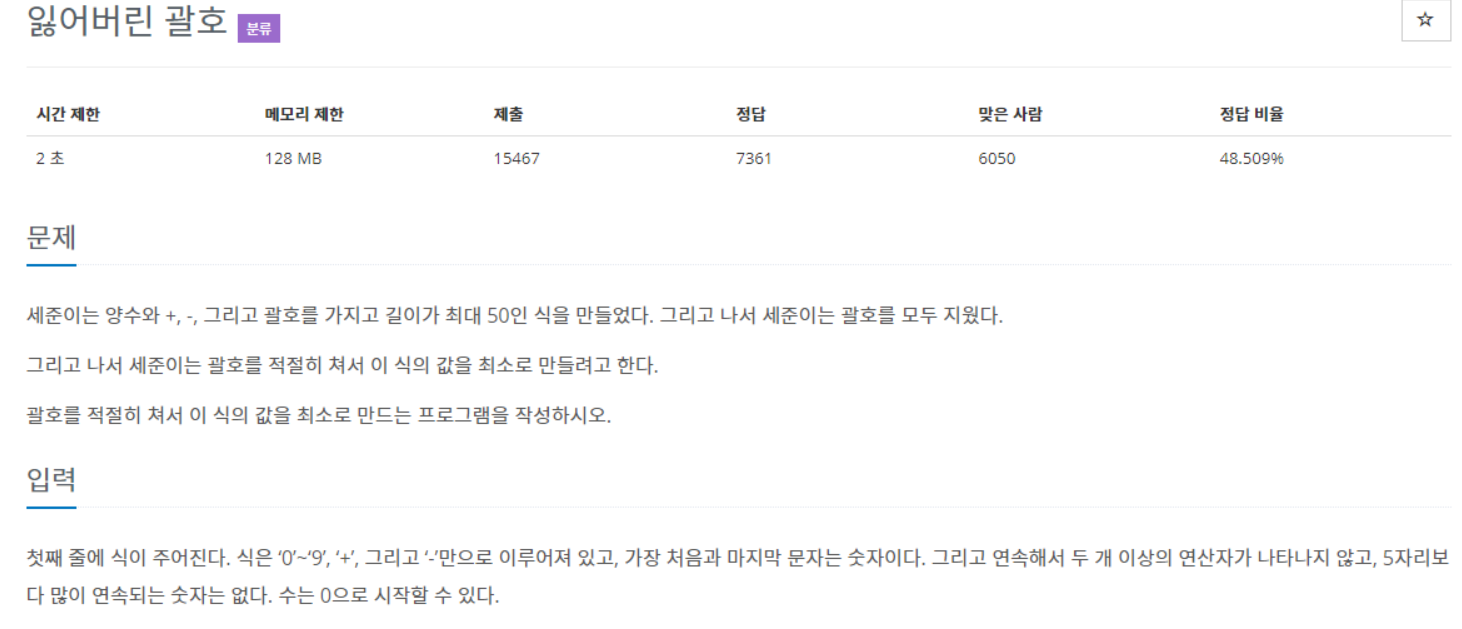 잃어버린 괄호 분류
☆
시간 제한 메모리 제한 제출 정답 맞은 사람 정답 비율
2 초 128 MB 15467 7361 6050 48.509%
문제
세준이는 양수와 +, -, 그리고 괄호를 가지고 길이가 최대 50인 식을 만들었다. 그리고 나서 세준이는 괄호를 모두 지웠다.
그리고 나서 세준이는 괄호를 적절히 쳐서 이 식의 값을 최소로 만들려고 한다.
괄호를 적절히 쳐서 이 식의 값을 최소로 만드는 프로그램을 작성하시오.
입력
첫째 줄에 식이 주어진다. 식은 ‘0’~‘9’, ‘+’, 그리고 ‘-’만으로 이루어져 있고, 가장 처음과 마지막 문자는 숫자이다. 그리고 연속해서 두 개 이상의 연산자가 나타나지 않고, 5자리보
다 많이 연속되는 숫자는 없다. 수는 0으로 시작할 수 있다.